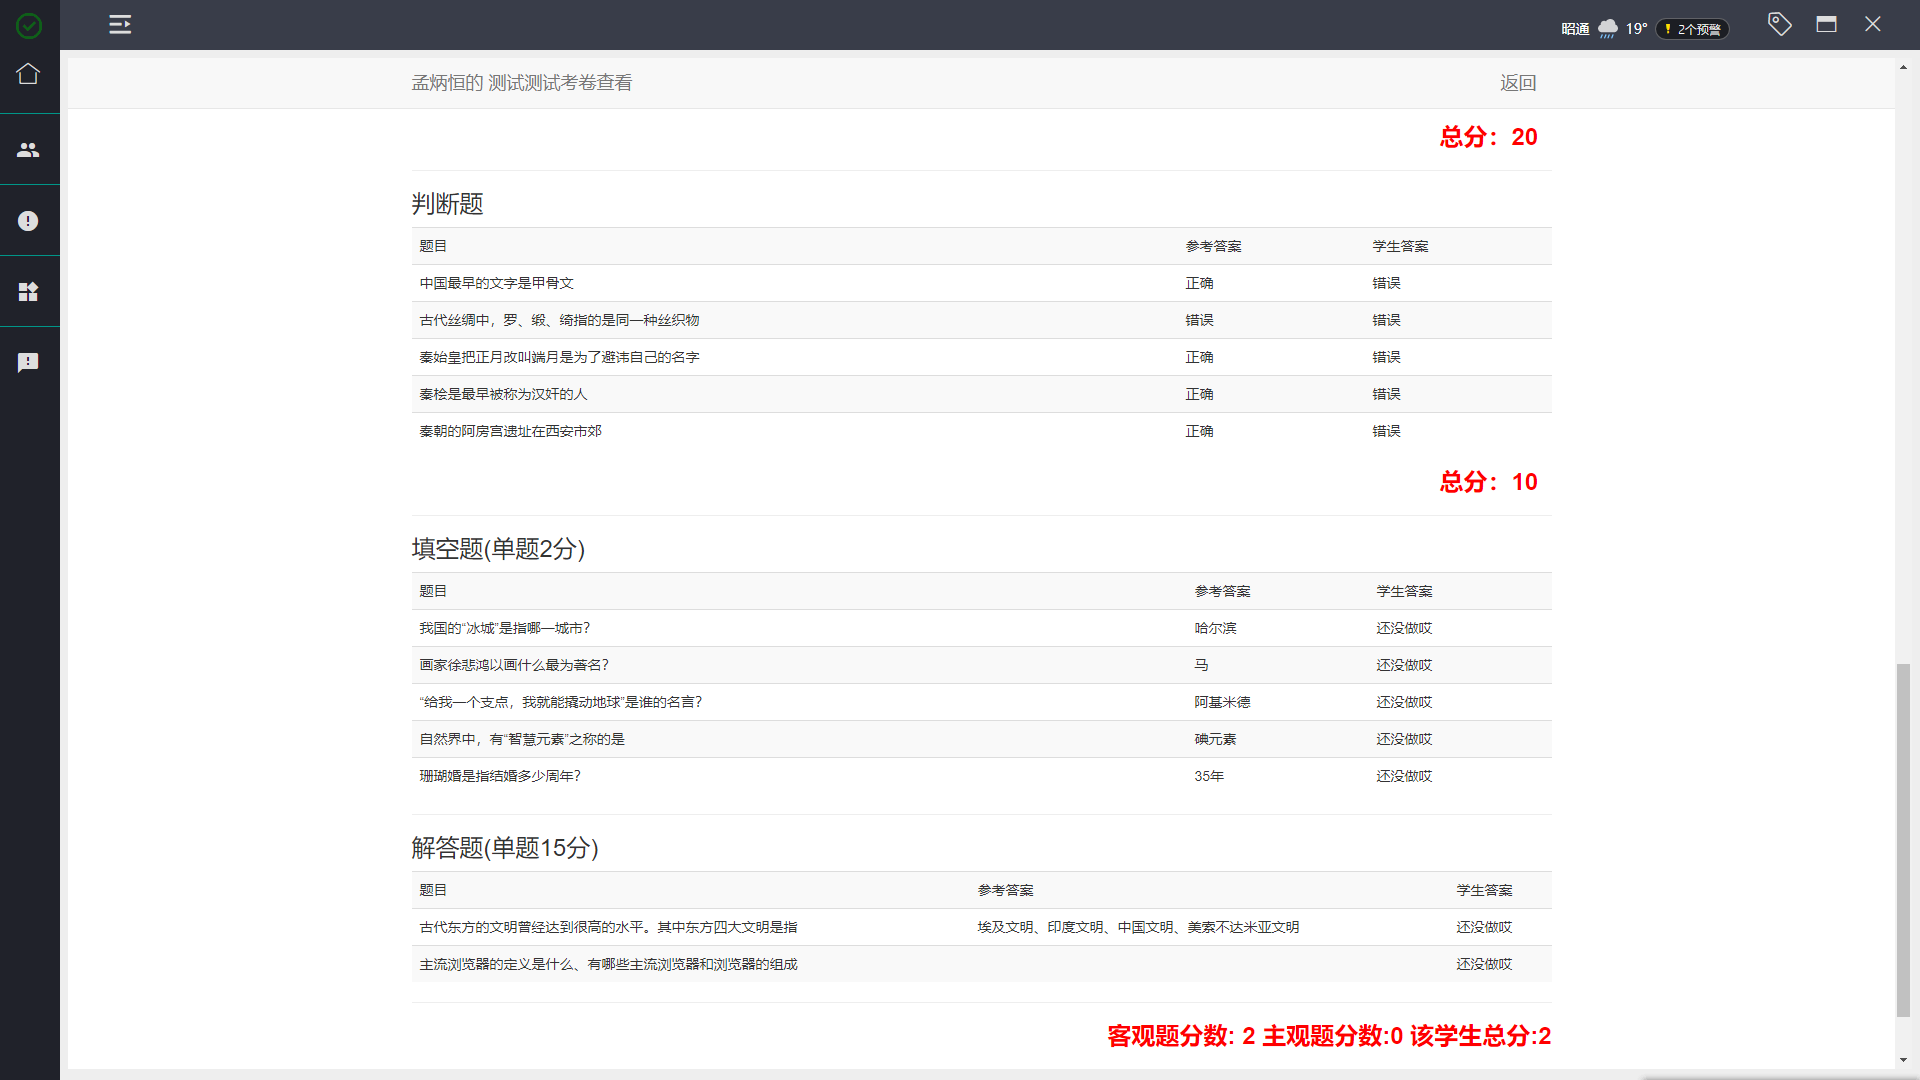 昭通 19° 2个预警
孟炳恒的 测试测试考卷查看 返回
总分：20
判断题
题目 参考答案 学生答案
中国最早的文字是甲骨文 正确 错误
古代丝绸中，罗、缎、绮指的是同一种丝织物 错误 错误
秦始皇把正月改叫端月是为了避讳自己的名字 正确 错误
秦桧是最早被称为汉奸的人 正确 错误
秦朝的阿房宫遗址在西安市郊 正确 错误
总分：10
填空题(单题2分)
题目 参考答案 学生答案
我国的“冰城”是指哪一城市？ 哈尔滨 还没做哎
画家徐悲鸿以画什么最为著名？ 马 还没做哎
“给我一个支点，我就能撬动地球”是谁的名言？ 阿基米德 还没做哎
自然界中，有“智慧元素”之称的是 碘元素 还没做哎
珊瑚婚是指结婚多少周年？ 35年 还没做哎
解答题(单题15分)
题目 参考答案 学生答案
古代东方的文明曾经达到很高的水平。其中东方四大文明是指 埃及文明、印度文明、中国文明、美索不达米亚文明 还没做哎
主流浏览器的定义是什么、有哪些主流浏览器和浏览器的组成 还没做哎
客观题分数: 2 主观题分数:0 该学生总分:2